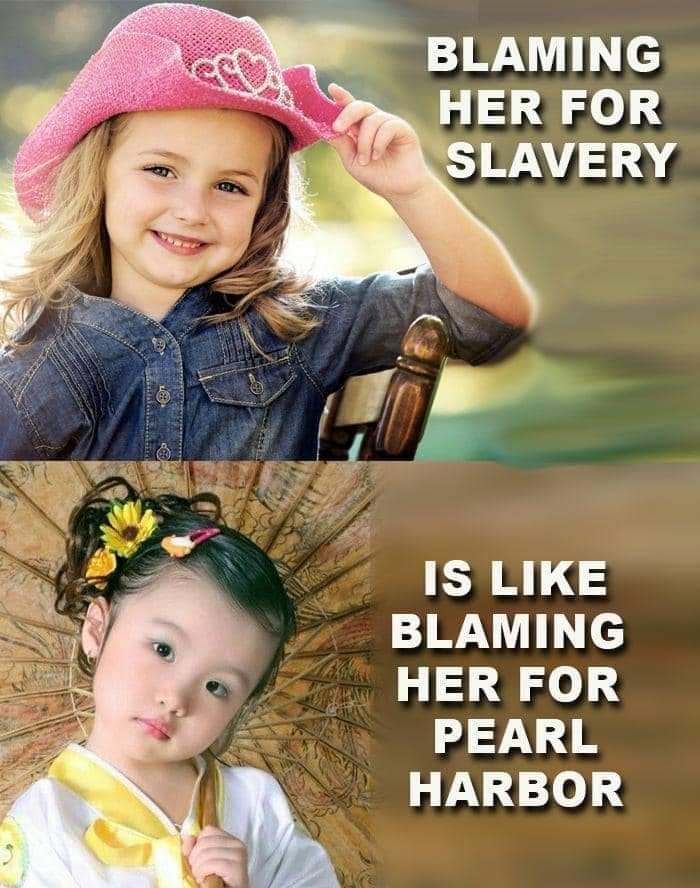 BLAMING
HER FOR
SLAVERY
IS LIKE
BLAMING
HER FOR
PEARL
HARBOR